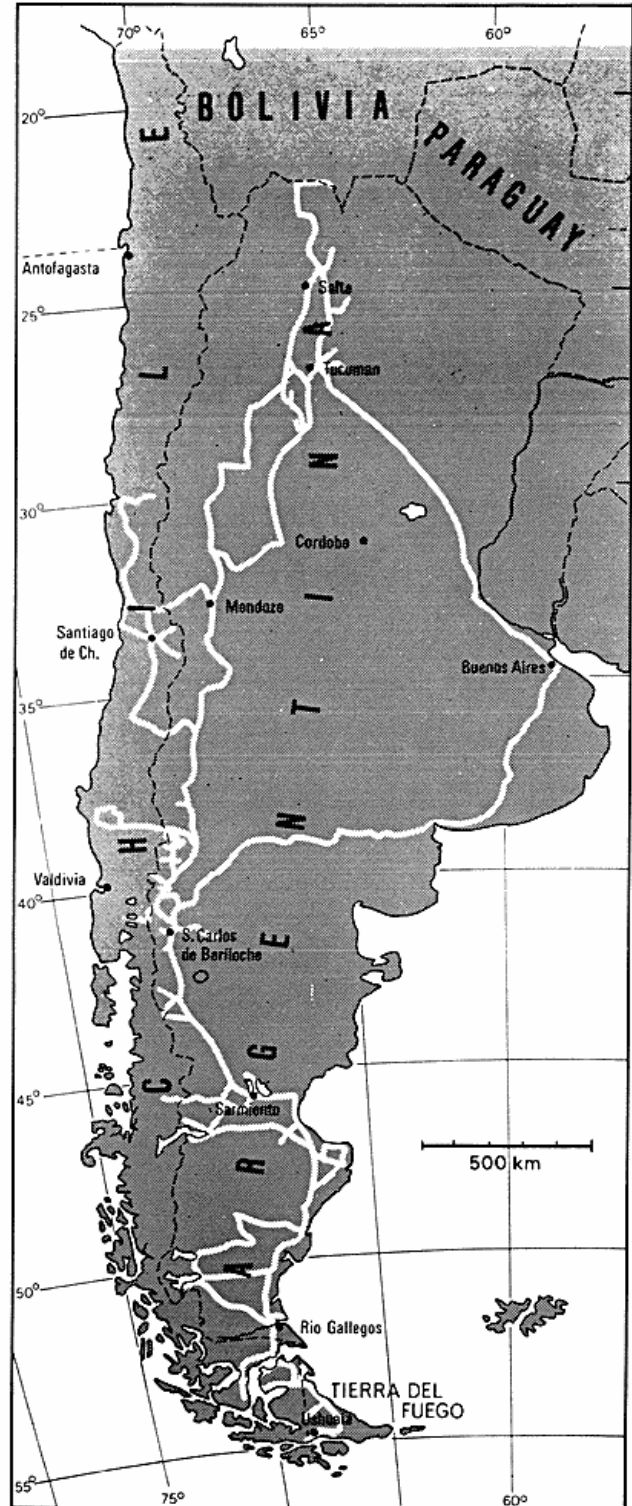 70°
65°
60°
BOLIVIA
PARAGUAY
20°
Antofagasta
Salta
25°
Tucuman
30°
Cordoba
Mendoza
Santiago
de Ch.
Buenos Aires
35°
CHILE
ARGENTINA
Valdivia
40°
S. Carlos
de Bariloche
45°
Sarmiento
500 km
50°
Rio Gallegos
TIERRA DEL
FUEGO
Ushuaia
55°
75°
60°